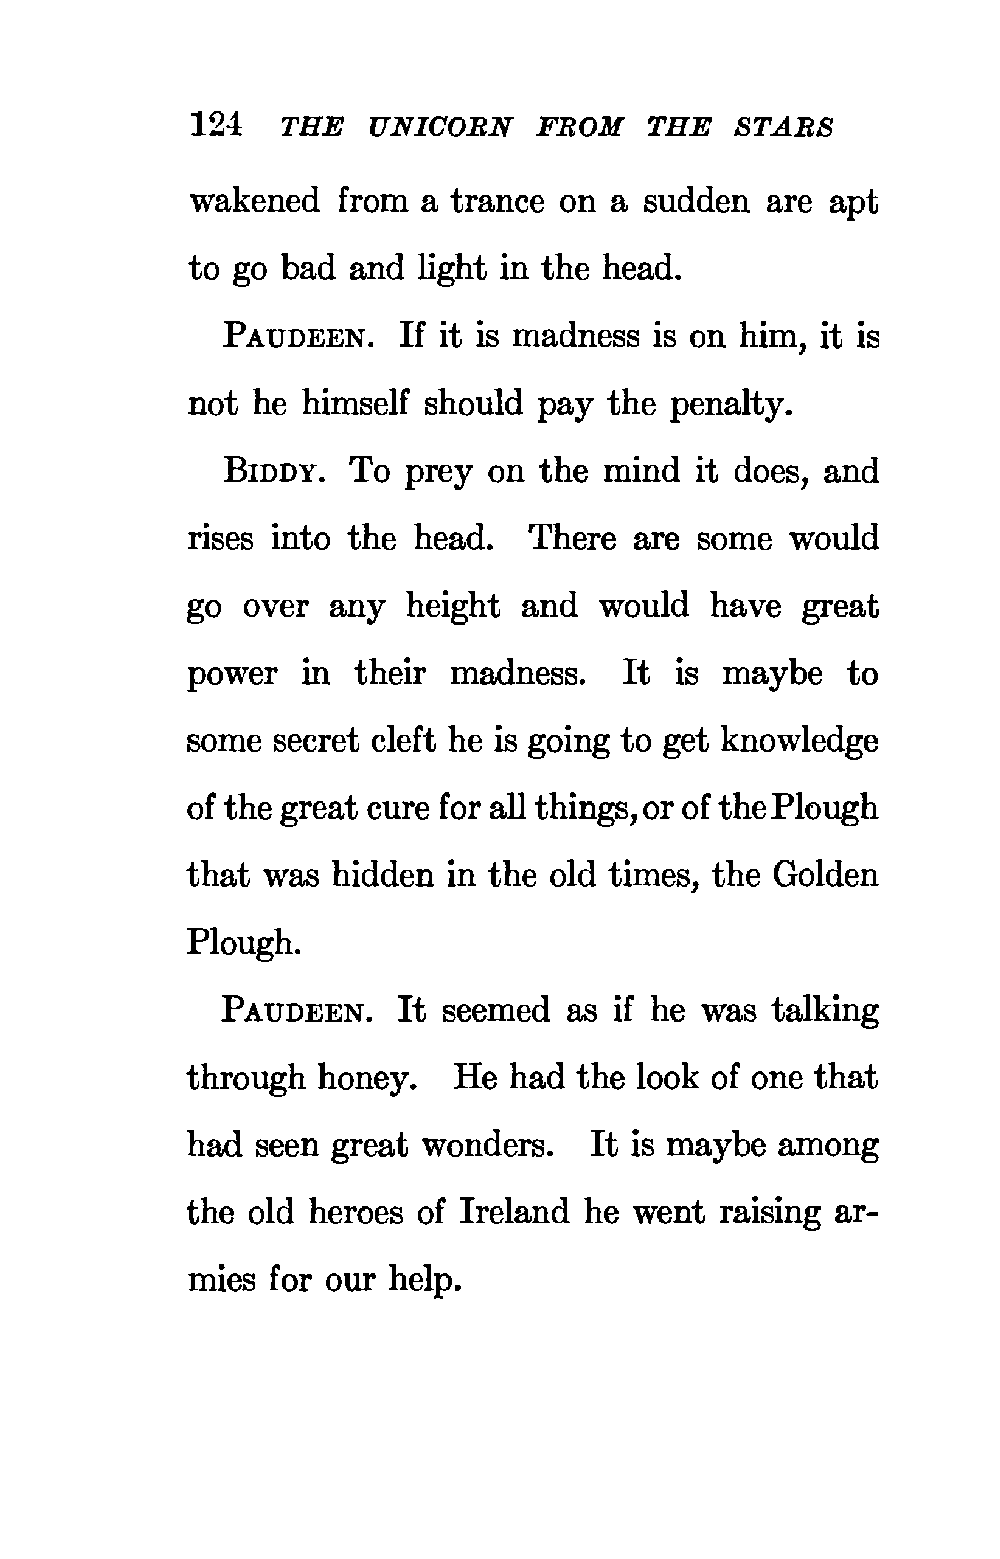 124 THE UNICORN FROM THE STARS
wakened from a trance on a sudden are apt
to go bad and light in the head.
PAUDEEN. If it is madness is on him, it is
not he himself should pay the penalty.
BIDDY. To prey on the mind it does, and
rises into the head. There are some would
go over any height and would have great
power in their madness. It is maybe to
some secret cleft he is going to get knowledge
of the great cure for all things, or of the Plough
that was hidden in the old times, the Golden
Plough.
PAUDEEN. It seemed as if he was talking
through honey. He had the look of one that
had seen great wonders. It is maybe among
the old heroes of Ireland he went raising ar-
mies for our help.